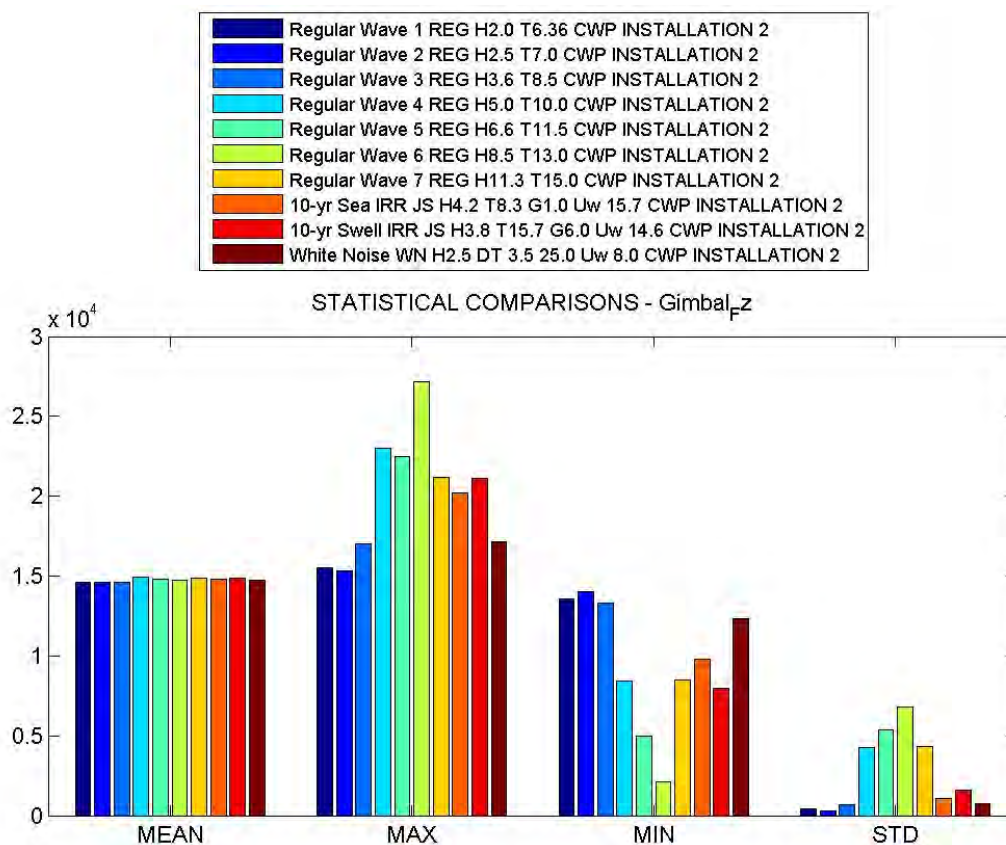 Regular Wave 1 REG H2.0 T6.36 CWP INSTALLATION 2
Regular Wave 2 REG H2.5 T7.0 CWP INSTALLATION 2
Regular Wave 3 REG H3.6 T8.5 CWP INSTALLATION 2
Regular Wave 4 REG H5.0 T10.0 CWP INSTALLATION 2
Regular Wave 5 REG H6.6 T11.5 CWP INSTALLATION 2
Regular Wave 6 REG H8.5 T13.0 CWP INSTALLATION 2
Regular Wave 7 REG H11.3 T15.0 CWP INSTALLATION 2
10-yr Sea IRR JS H4.2 T8.3 G1.0 Uw 15.7 CWP INSTALLATION 2
10-yr Swell IRR JS H3.8 T15.7 G6.0 Uw 14.6 CWP INSTALLATION 2
White Noise WN H2.5 DT 3.5 25.0 Uw 8.0 CWP INSTALLATION 2
STATISTICAL COMPARISONS - Gimbal_Fz
x 10^4
3
2.5
2
1.5
1
0.5
0
MEAN MAX MIN STD